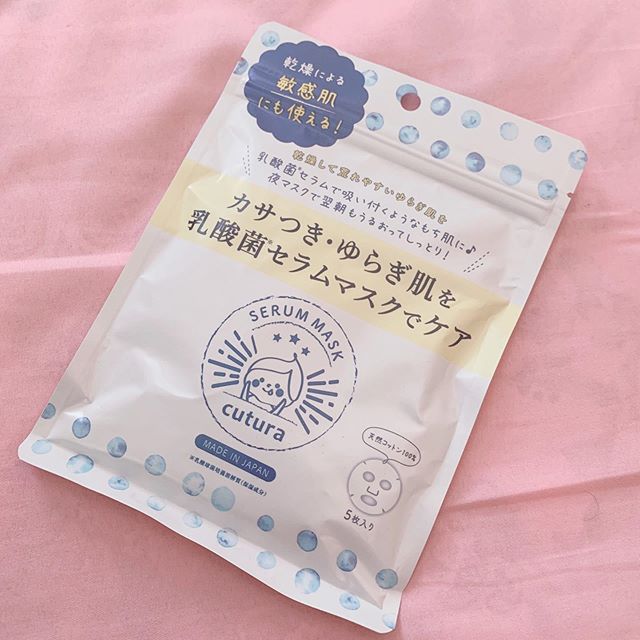 乾燥による
敏感肌
にも使える!
乾燥して荒れやすいゆらぎ肌を
乳酸菌※セラムで吸い付くようなもち肌に♪
夜マスクで翌朝もうるおってしっとり!
カサつき・ゆらぎ肌を
乳酸菌※セラムマスクでケア
SERUM MASK
cutura
MADE IN JAPAN
天然コットン100%
5枚入り